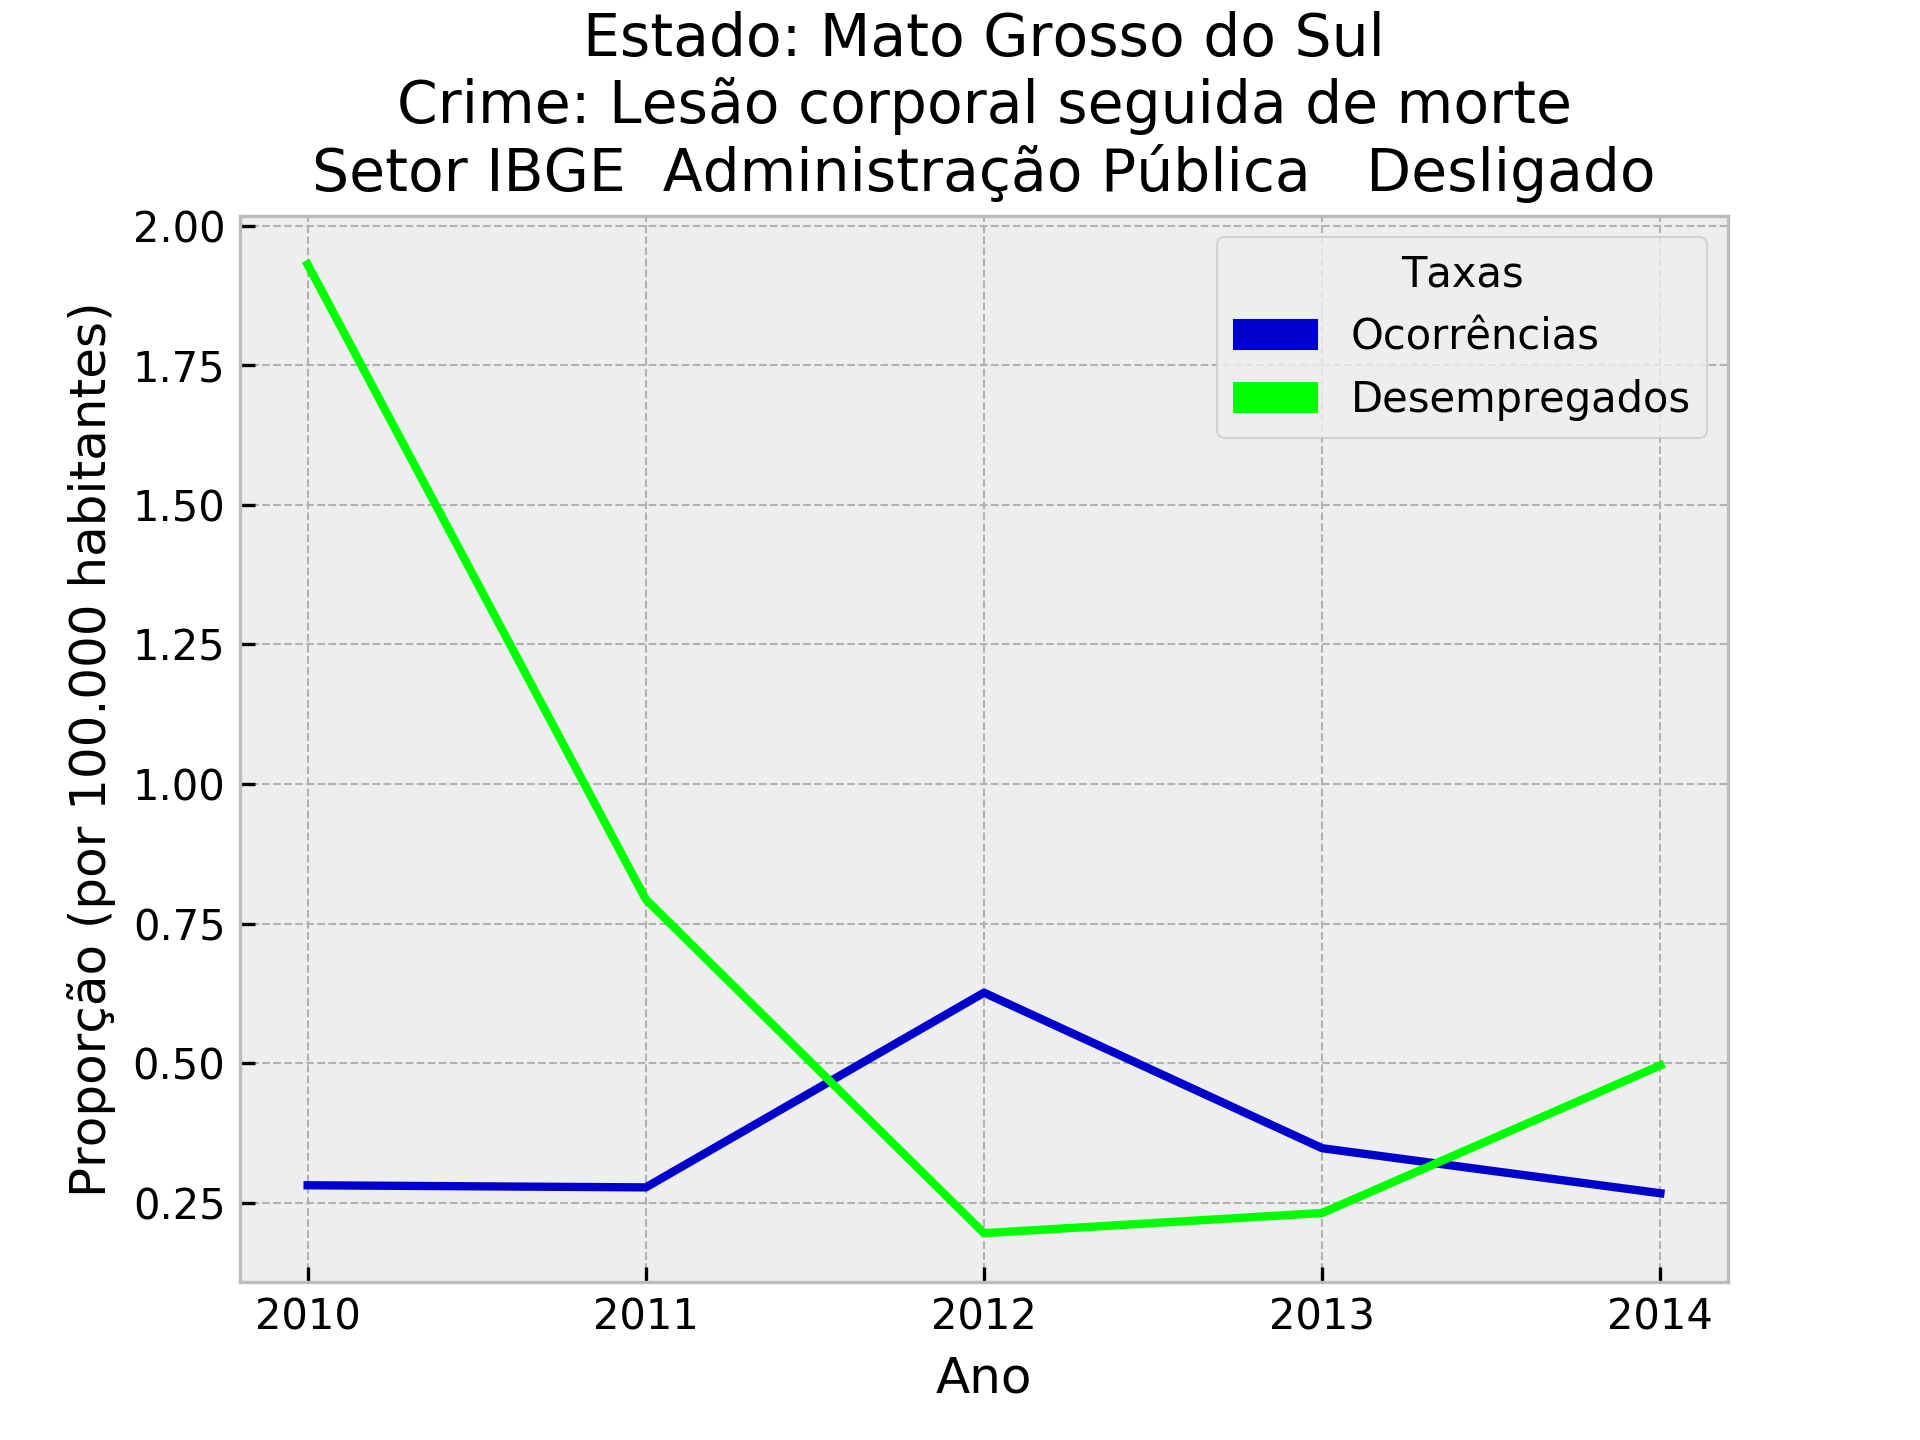 Estado: Mato Grosso do Sul
Crime: Lesão corporal seguida de morte
Setor IBGE  Administração Pública   Desligado
Taxas
Ocorrências
Desempregados
Proporção (por 100.000 habitantes)
2.00
1.75
1.50
1.25
1.00
0.75
0.50
0.25
2010 2011 2012 2013 2014
Ano